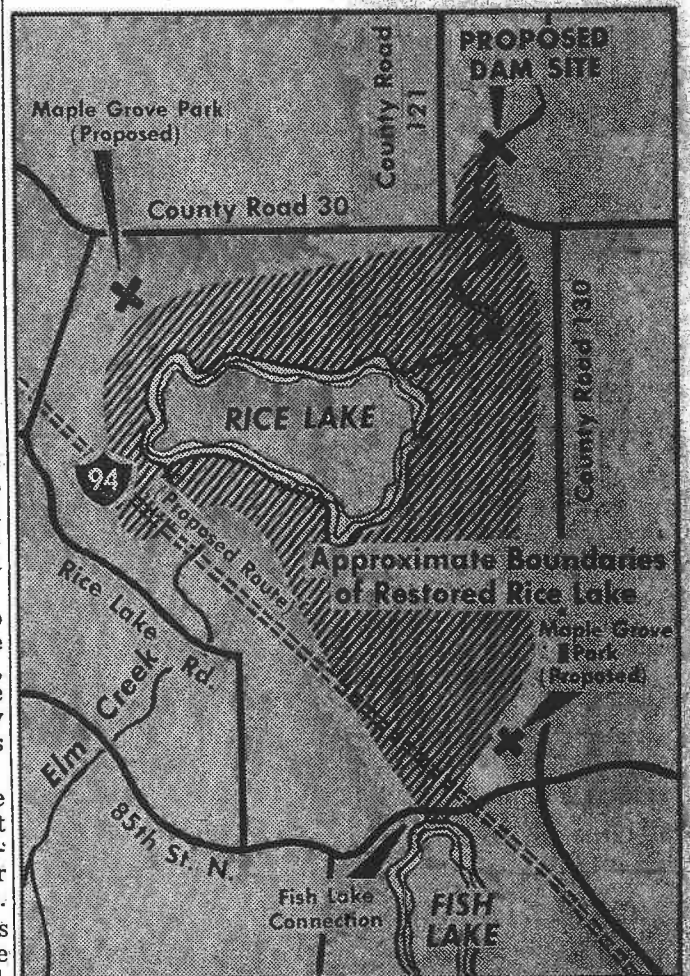 PROPOSED
DAM SITE
County Road
121
Maple Grove Park
(Proposed)
County Road 30
County Road 130
RICE LAKE
94
Proposed Route
Approximate Boundaries
of Restored Rice Lake
Maple Grove
Park
(Proposed)
Rice Lake Rd.
Elm Creek
85th St. N.
Fish Lake
Connection
FISH
LAKE